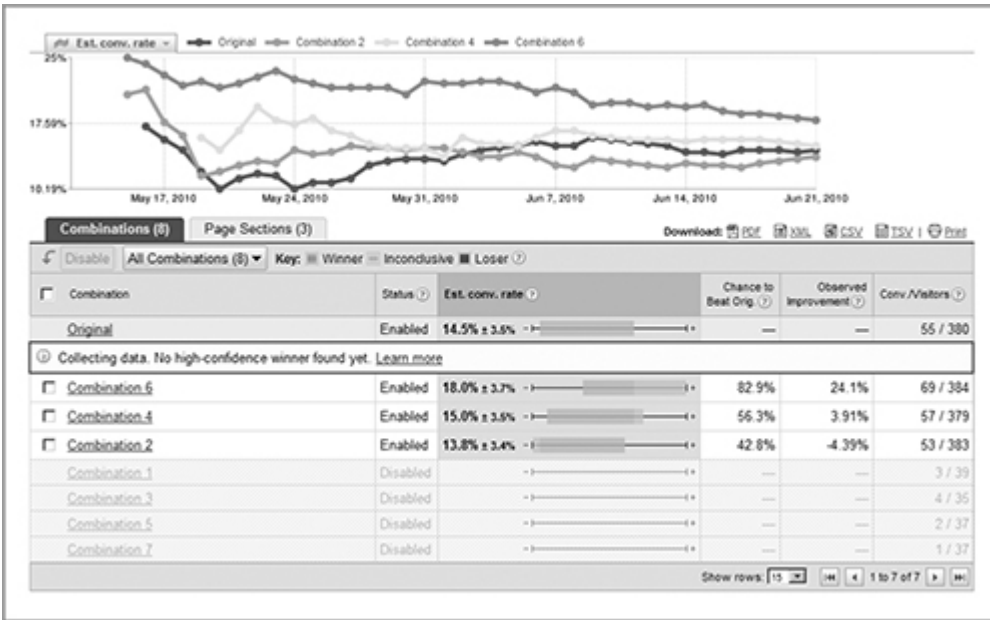 Est. conv. rate Original Combination 2 Combination 4 Combination 6
25%
17.59%
10.19%
May 17, 2010 May 24, 2010 May 31, 2010 Jun 7, 2010 Jun 14, 2010 Jun 21, 2010
Combinations (8) Page Sections (3) Download: PDF XML CSV TSV | Print
Disable All Combinations (8) Key: Winner Inconclusive Loser
Combination Status Est. conv. rate Chance to Beat Orig. Observed Improvement Conv./Visitors
Original Enabled 14.5% ± 3.5% — — 55 / 380
Collecting data. No high-confidence winner found yet. Learn more
Combination 6 Enabled 18.0% ± 3.7% 82.9% 24.1% 69 / 384
Combination 4 Enabled 15.0% ± 3.5% 56.3% 3.91% 57 / 379
Combination 2 Enabled 13.8% ± 3.4% 42.8% -4.39% 53 / 383
Combination 1 Disabled — — 3 / 39
Combination 3 Disabled — — 4 / 35
Combination 5 Disabled — — 2 / 37
Combination 7 Disabled — — 1 / 37
Show rows: 15 1 to 7 of 7